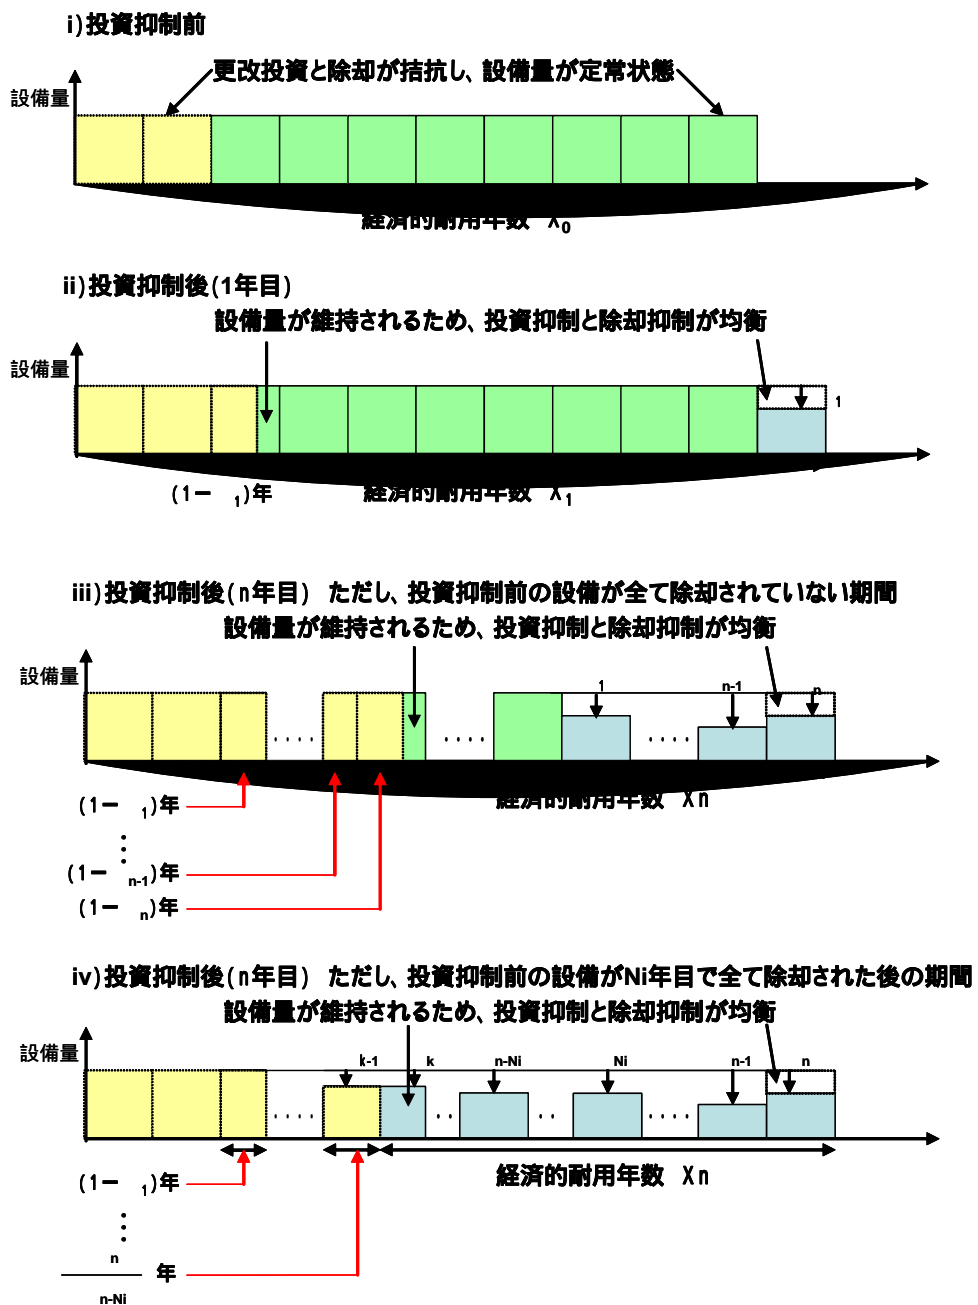 i)投資抑制前
更改投資と除却が拮抗し、設備量が定常状態
設備量
経済的耐用年数 X0
ii)投資抑制後(1年目)
設備量が維持されるため、投資抑制と除却抑制が均衡
設備量
1
(1ー 1)年
経済的耐用年数 X1
iii)投資抑制後(n年目) ただし、投資抑制前の設備が全て除却されていない期間
設備量が維持されるため、投資抑制と除却抑制が均衡
設備量
1 n-1 n
‥‥ ‥‥ ‥‥
経済的耐用年数 Xn
(1ー 1)年
⋮
(1ー n-1)年
(1ー n)年
iv)投資抑制後(n年目) ただし、投資抑制前の設備がNi年目で全て除却された後の期間
設備量が維持されるため、投資抑制と除却抑制が均衡
設備量
k-1 k n-Ni Ni n-1 n
‥‥ ‥ ‥ ‥‥
経済的耐用年数 Xn
(1ー 1)年
⋮
n
年
n-Ni